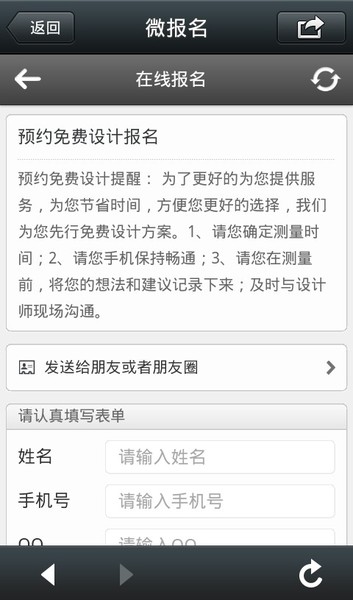 返回
微报名
在线报名
预约免费设计报名
预约免费设计提醒： 为了更好的为您提供服
务，为您节省时间，方便您更好的选择，我们
为您先行免费设计方案。1、请您确定测量时
间；2、请您手机保持畅通；3、请您在测量
前，将您的想法和建议记录下来；及时与设计
师现场沟通。
发送给朋友或者朋友圈
请认真填写表单
姓名 请输入姓名
手机号 请输入手机号
QQ 请输入QQ